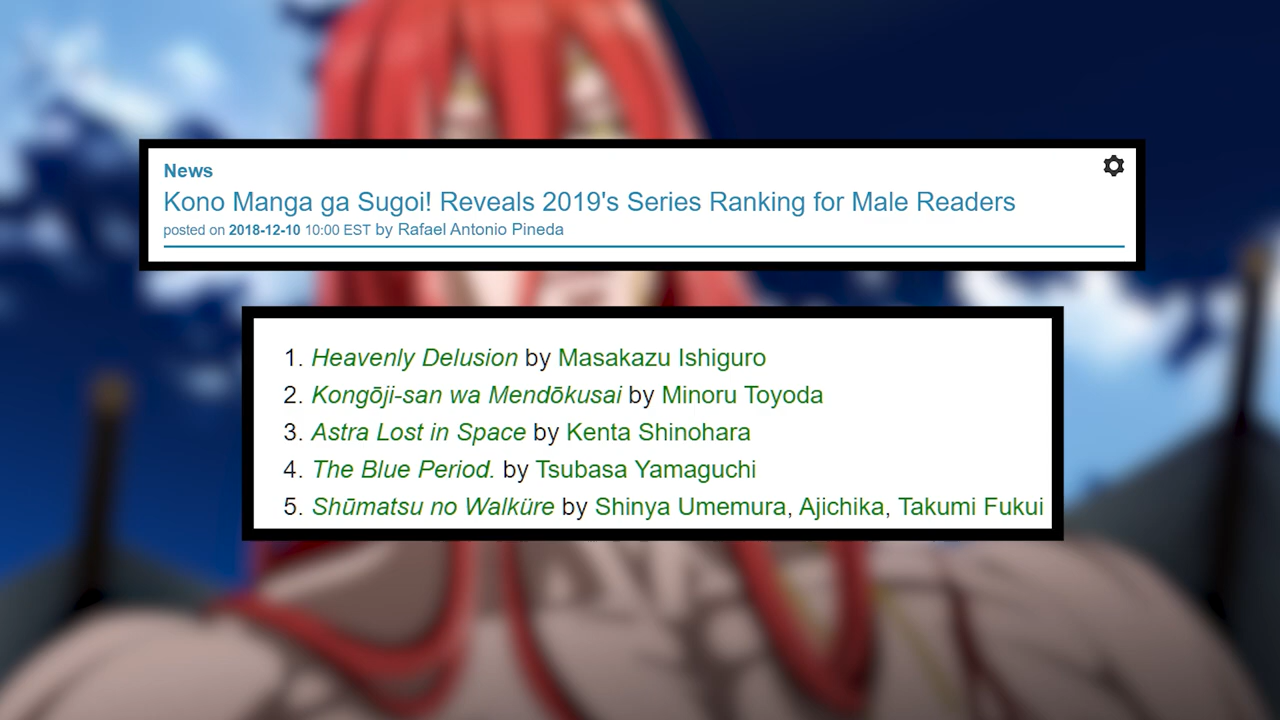 News
Kono Manga ga Sugoi! Reveals 2019's Series Ranking for Male Readers
posted on 2018-12-10 10:00 EST by Rafael Antonio Pineda
1. Heavenly Delusion by Masakazu Ishiguro
2. Kongōji-san wa Mendōkusai by Minoru Toyoda
3. Astra Lost in Space by Kenta Shinohara
4. The Blue Period. by Tsubasa Yamaguchi
5. Shūmatsu no Walküre by Shinya Umemura, Ajichika, Takumi Fukui